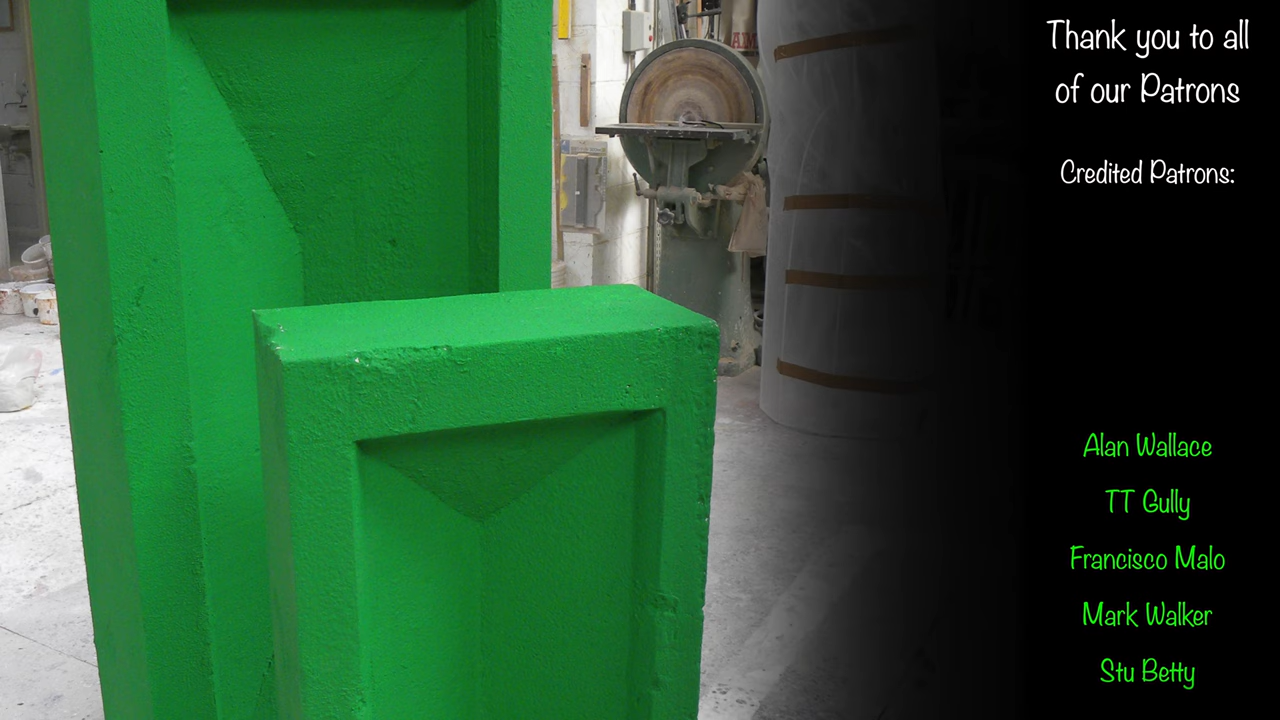 Thank you to all
of our Patrons
Credited Patrons:
Alan Wallace
TT Gully
Francisco Malo
Mark Walker
Stu Betty